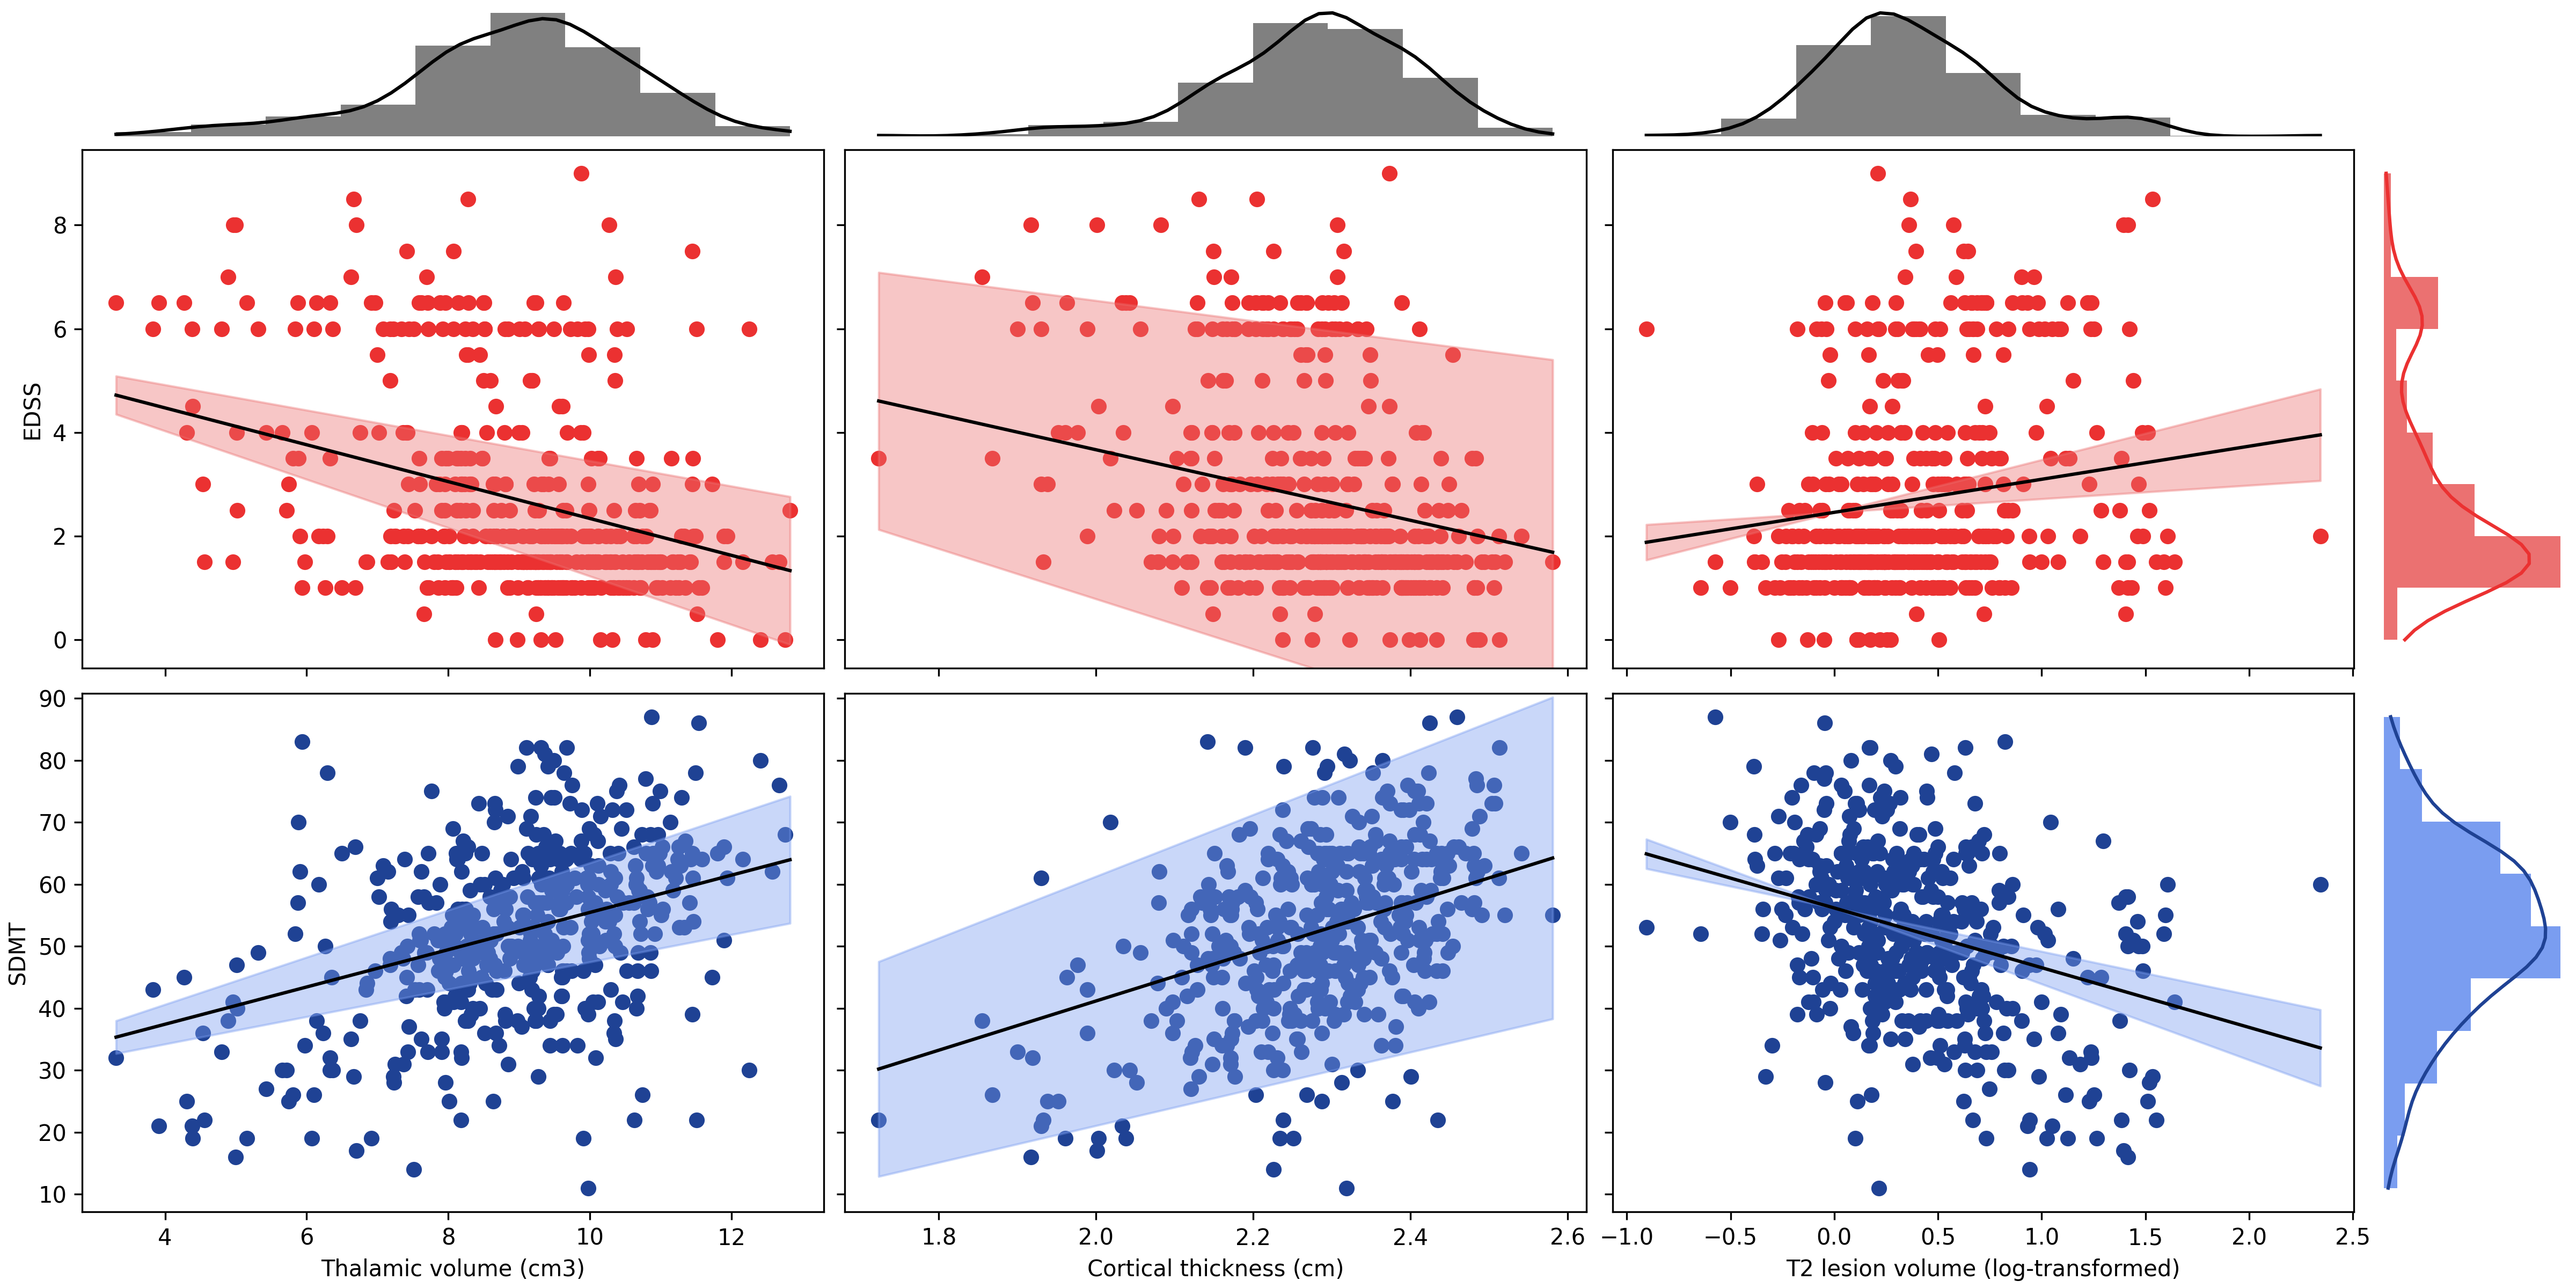 EDSS
8
6
4
2
0
SDMT
90
80
70
60
50
40
30
20
10
4 6 8 10 12
1.8 2.0 2.2 2.4 2.6
−1.0 −0.5 0.0 0.5 1.0 1.5 2.0 2.5
Thalamic volume (cm3)
Cortical thickness (cm)
T2 lesion volume (log-transformed)